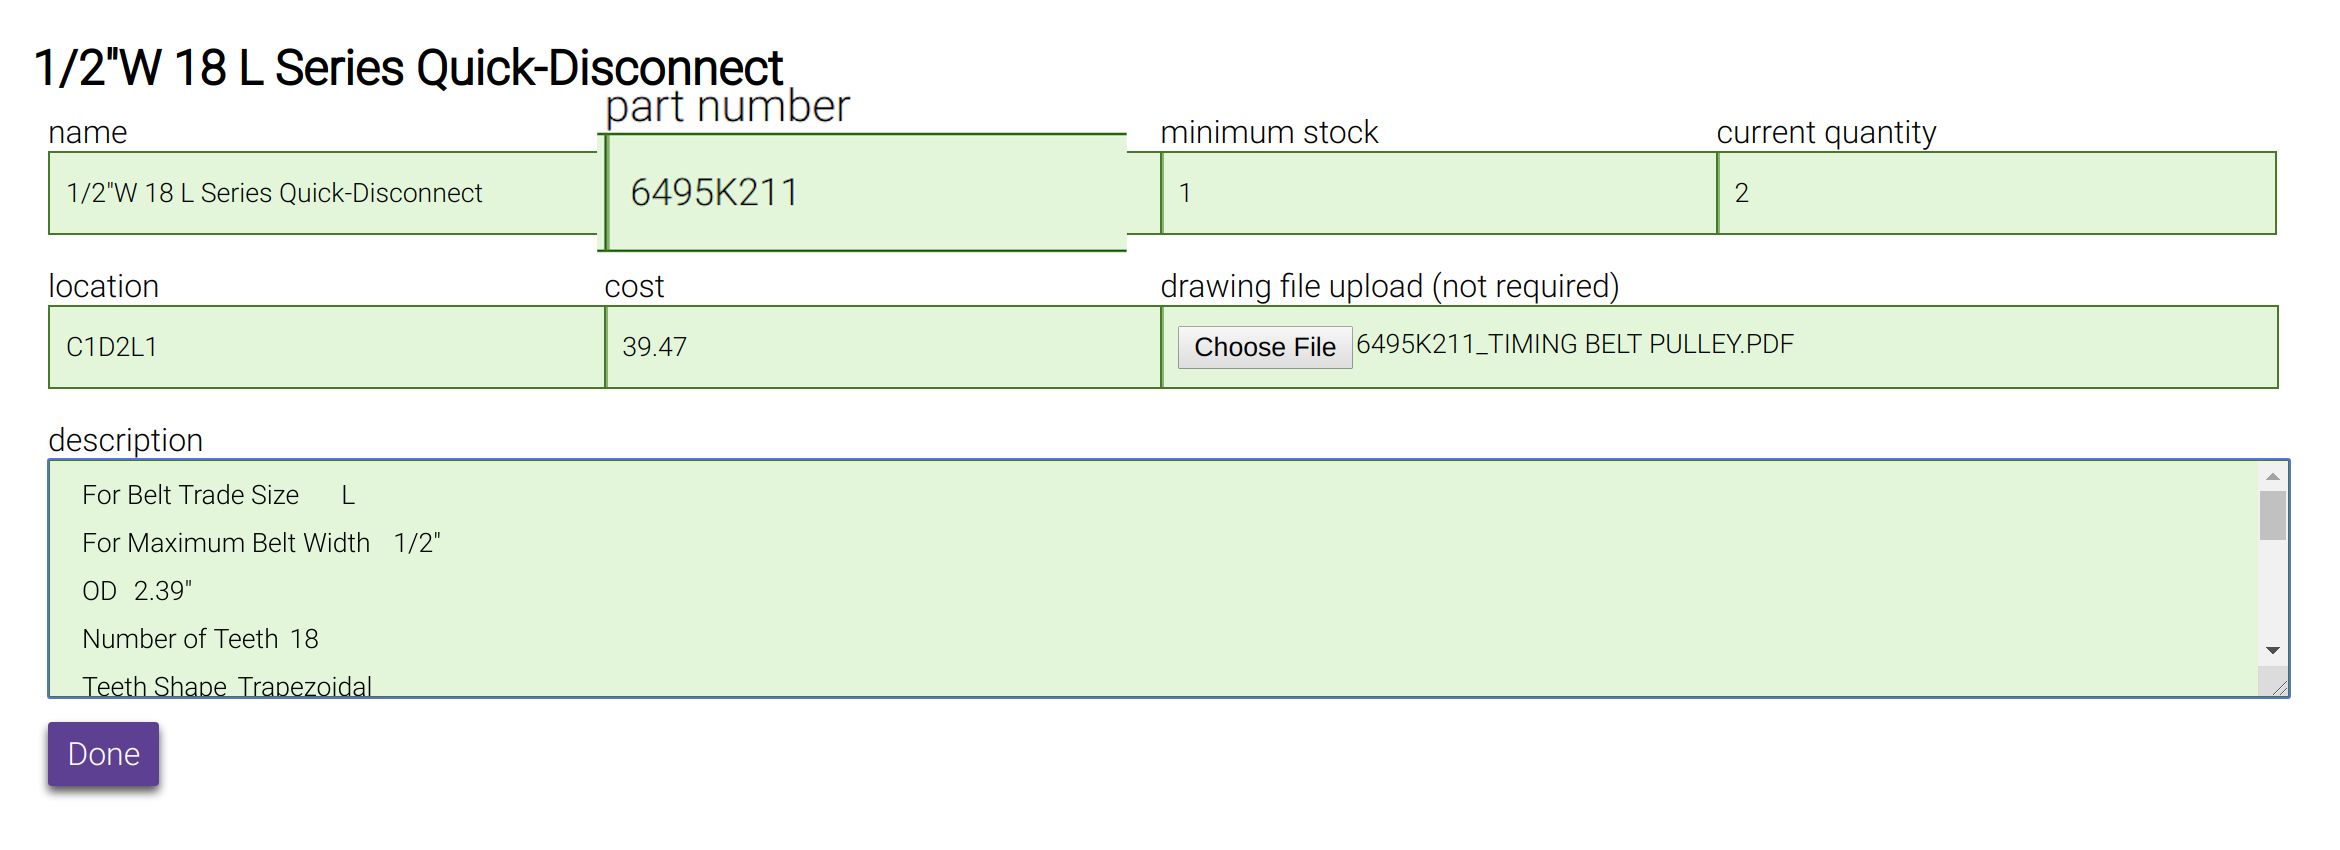 1/2"W 18 L Series Quick-Disconnect
name
part number
minimum stock
current quantity
1/2"W 18 L Series Quick-Disconnect
6495K211
1
2
location
cost
drawing file upload (not required)
C1D2L1
39.47
Choose File 6495K211_TIMING BELT PULLEY.PDF
description
For Belt Trade Size L
For Maximum Belt Width 1/2"
OD 2.39"
Number of Teeth 18
Teeth Shape Trapezoidal
Done